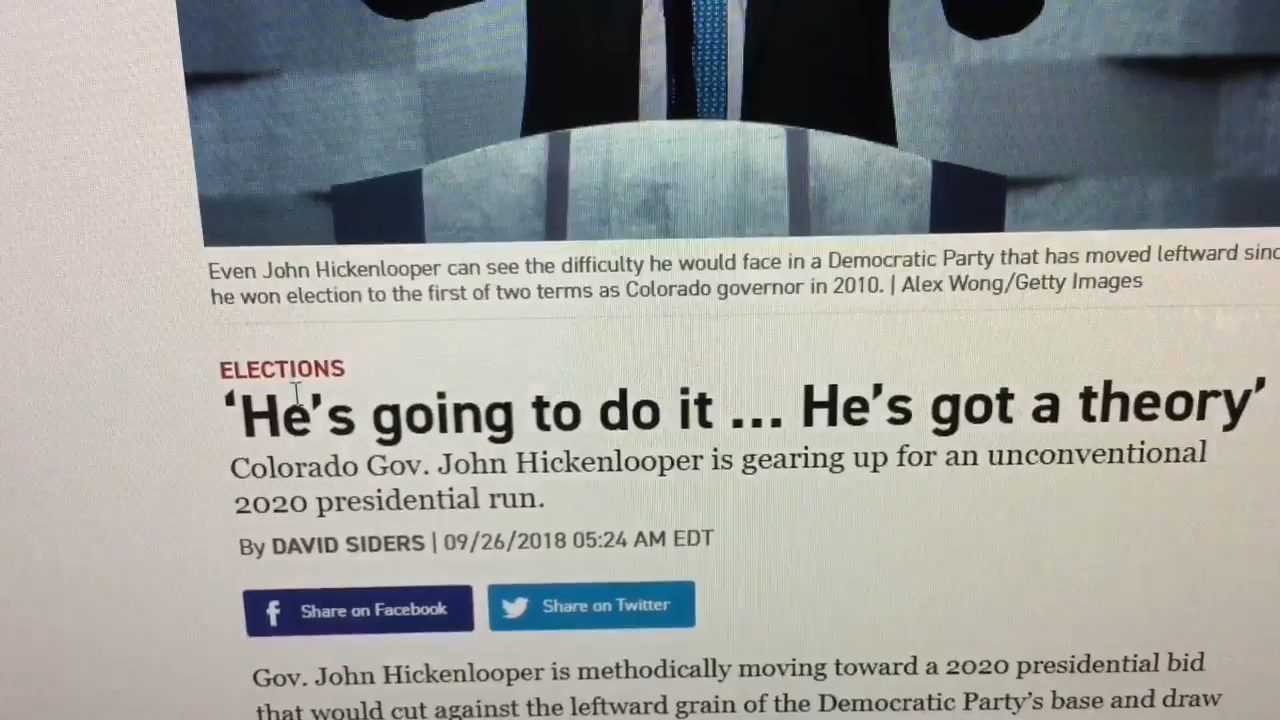 Even John Hickenlooper can see the difficulty he would face in a Democratic Party that has moved leftward sinc
he won election to the first of two terms as Colorado governor in 2010. | Alex Wong/Getty Images
ELECTIONS
‘He’s going to do it ... He’s got a theory’
Colorado Gov. John Hickenlooper is gearing up for an unconventional
2020 presidential run.
By DAVID SIDERS | 09/26/2018 05:24 AM EDT
f Share on Facebook
Share on Twitter
Gov. John Hickenlooper is methodically moving toward a 2020 presidential bid
that would cut against the leftward grain of the Democratic Party’s base and draw